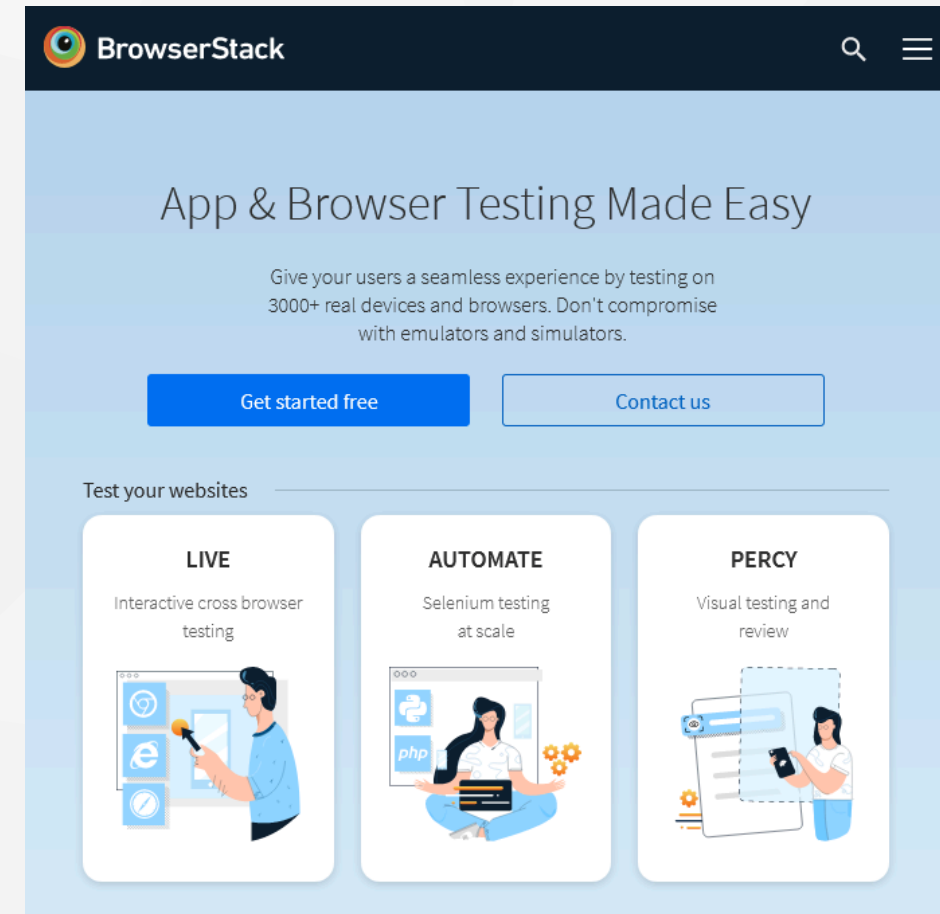 BrowserStack
App & Browser Testing Made Easy
Give your users a seamless experience by testing on
3000+ real devices and browsers. Don't compromise
with emulators and simulators.
Get started free
Contact us
Test your websites
LIVE
Interactive cross browser
testing
AUTOMATE
Selenium testing
at scale
python
php
PERCY
Visual testing and
review